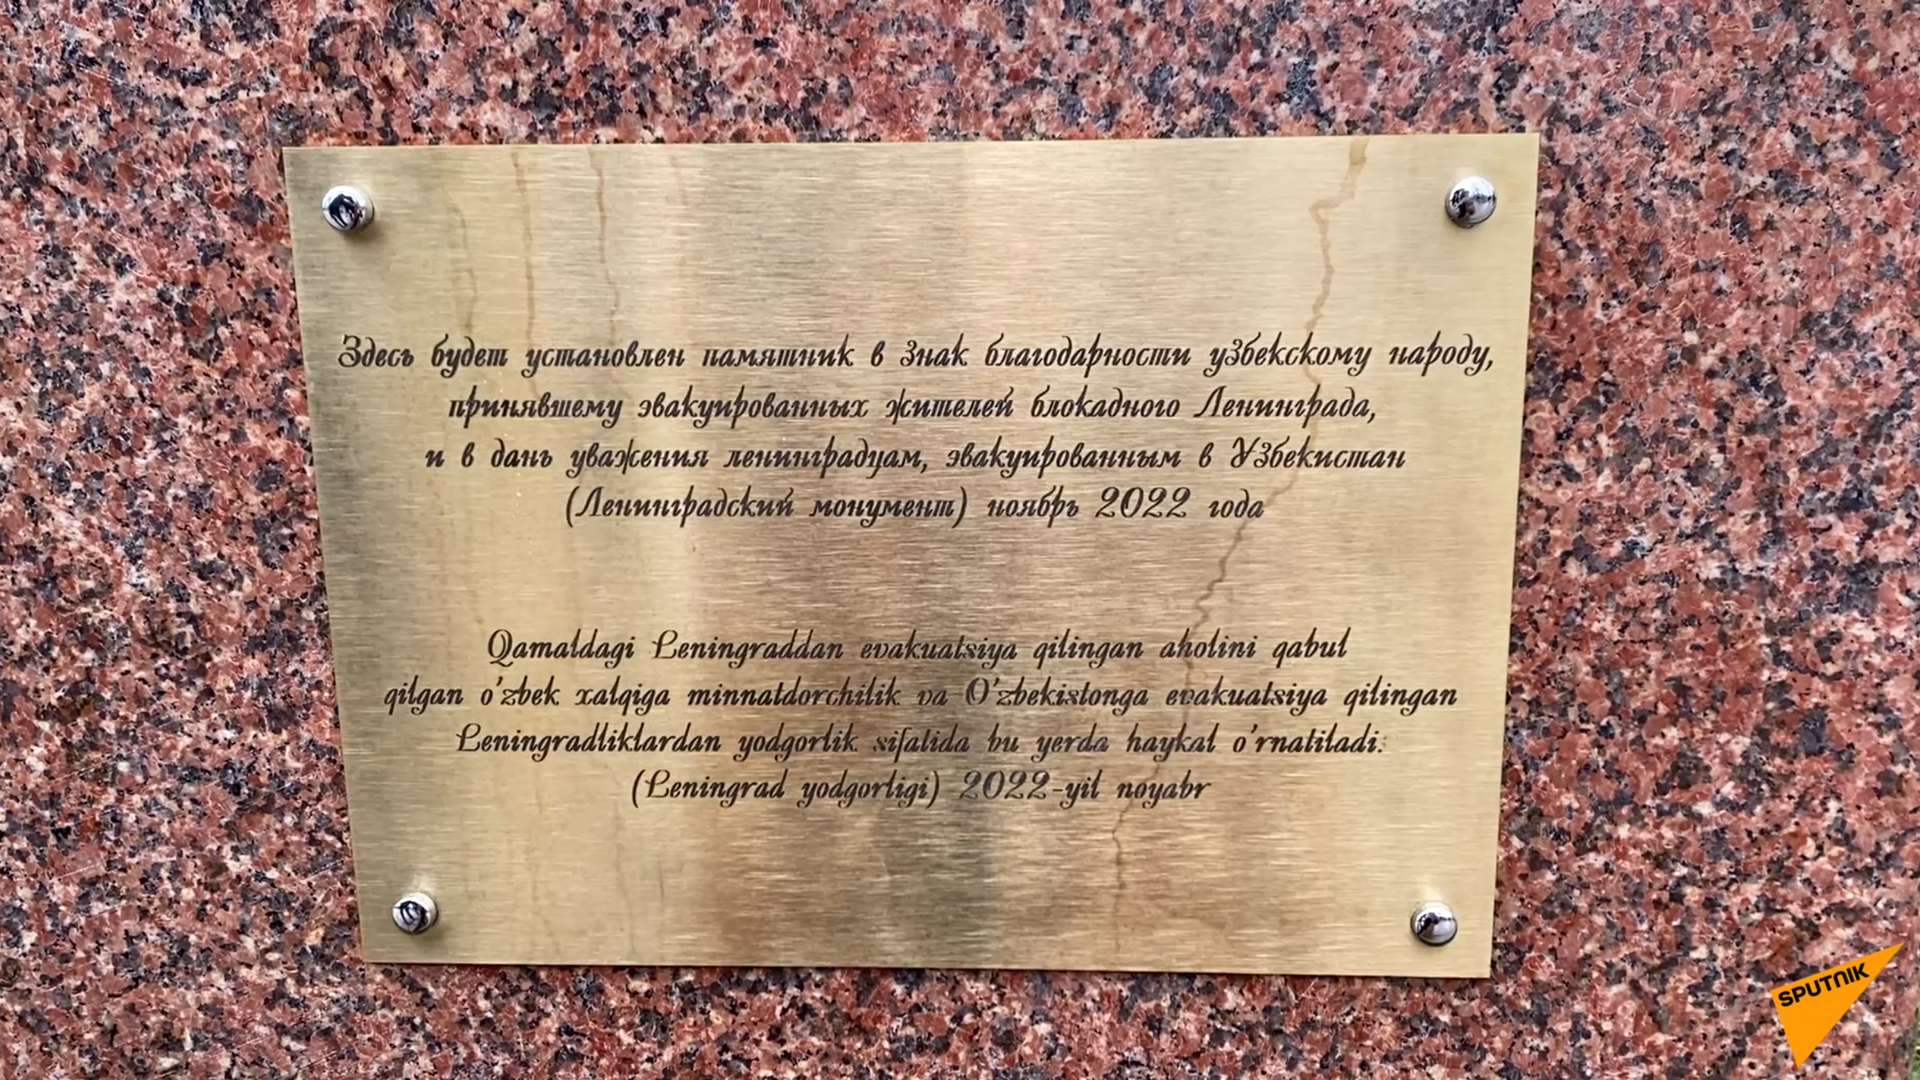 Здесь будет установлен памятник в знак благодарности узбекскому народу,
принявшему эвакуированных жителей блокадного Ленинграда,
и в дань уважения ленинградцам, эвакуированным в Узбекистан
(Ленинградский монумент) ноябрь 2022 года
Qamaldagi Leningraddan evakuatsiya qilingan aholini qabul
qilgan o'zbek xalqiga minnatdorchilik va O'zbekistonga evakuatsiya qilingan
Leningradliklardan yodgorlik sifatida bu yerda haykal o'rnatiladi.
(Leningrad yodgorligi) 2022-yil noyabr
SPUTNIK